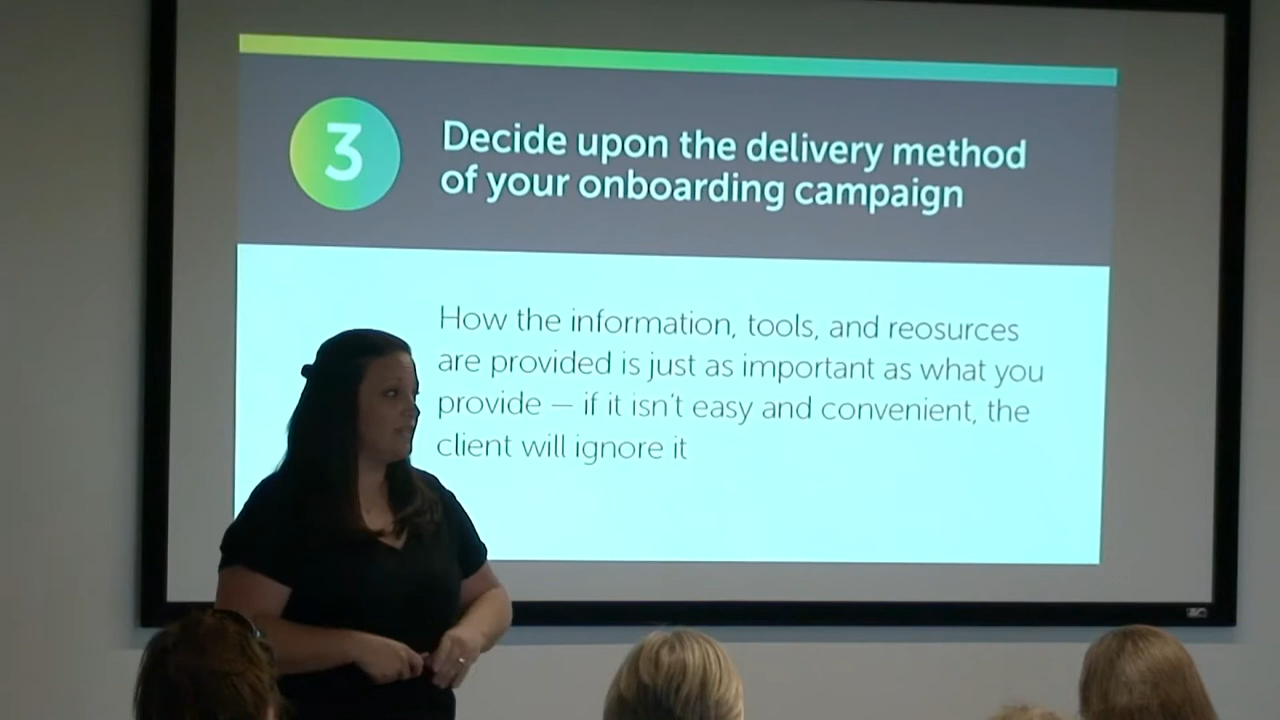 3
Decide upon the delivery method
of your onboarding campaign
How the information, tools, and reosurces
are provided is just as important as what you
provide – if it isn't easy and convenient, the
client will ignore it